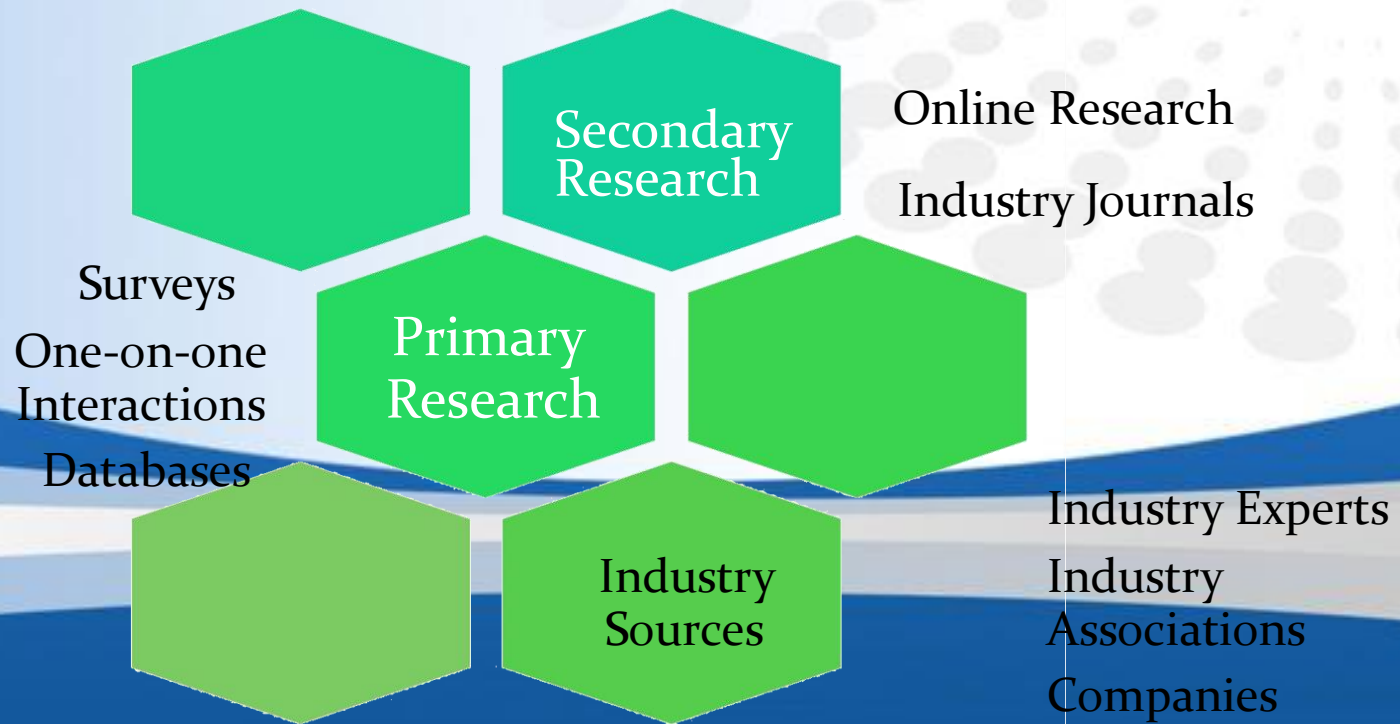 Secondary
Research
Online Research
Industry Journals
Surveys
One-on-one
Interactions
Databases
Primary
Research
Industry
Sources
Industry Experts
Industry
Associations
Companies